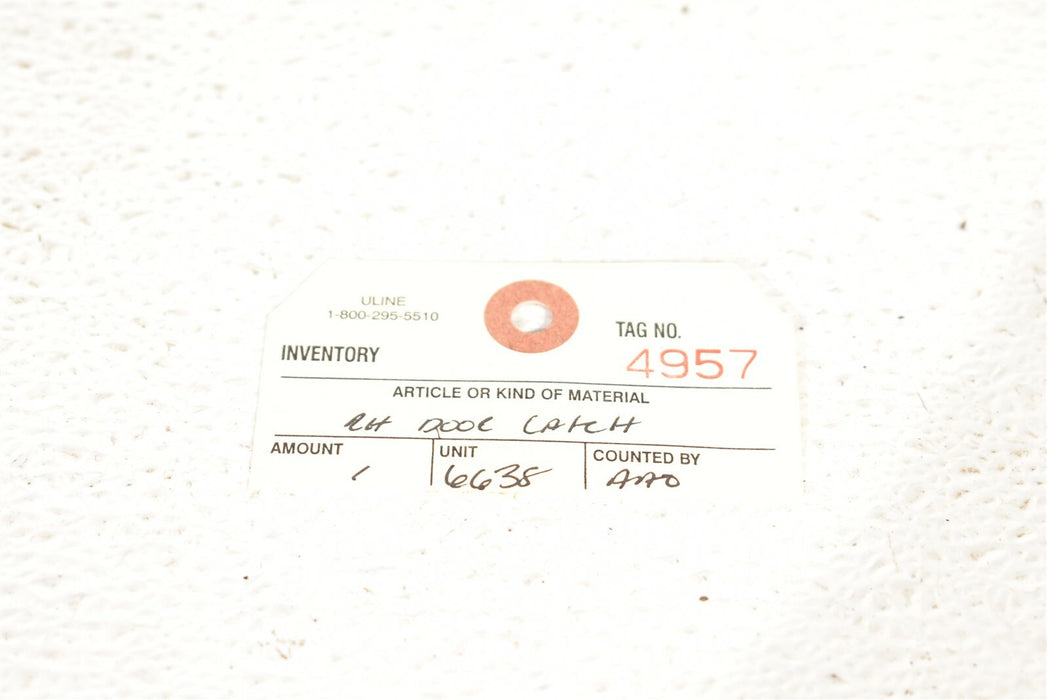 ULINE
1-800-295-5510
INVENTORY
TAG NO.
4957
ARTICLE OR KIND OF MATERIAL
RH DOOR CATCH
AMOUNT
1
UNIT
6638
COUNTED BY